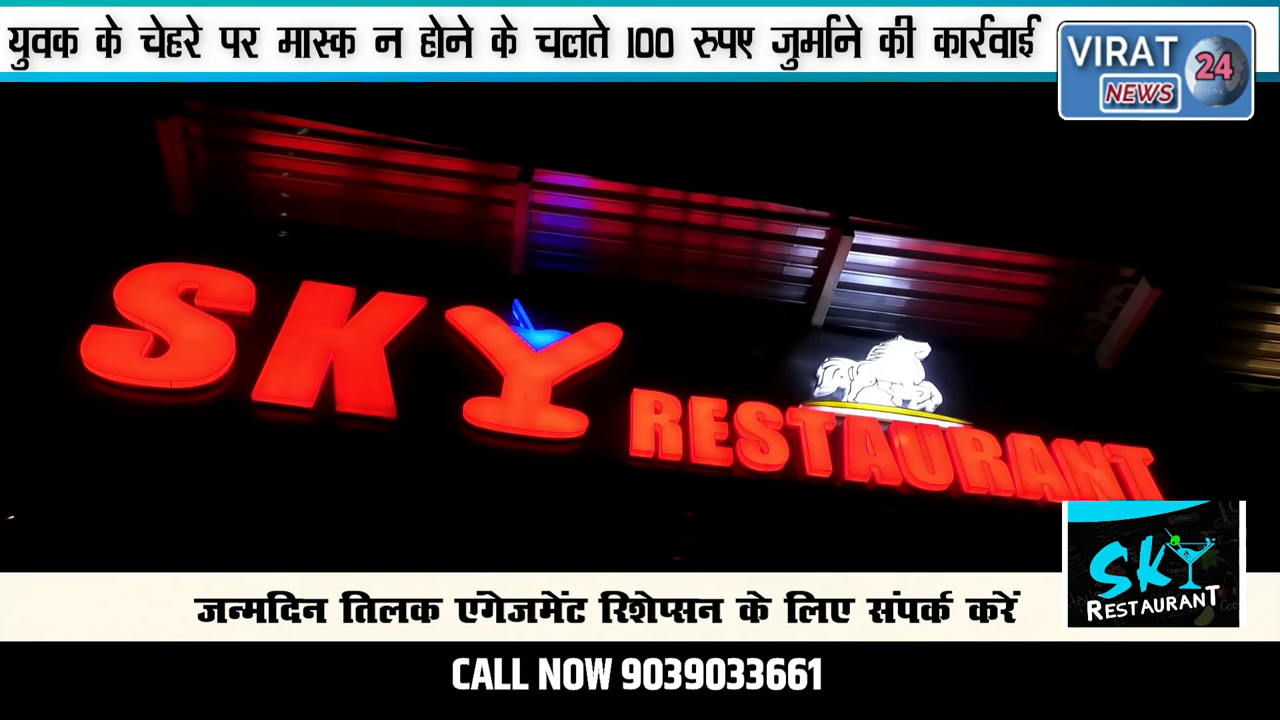 युवक के चेहरे पर मास्क न होने के चलते 100 रुपए जुर्माने की कार्रवाई
VIRAT
24
NEWS
SKY
RESTAURANT
SKY
RESTAURANT
जन्मदिन तिलक एंगेजमेंट रिशेप्सन के लिए संपर्क करें
CALL NOW 9039033661